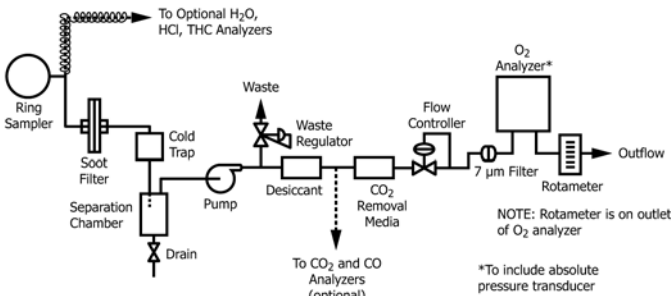 To Optional H₂O,
HCl, THC Analyzers
O₂
Analyzer*
Ring
Sampler
Waste
Flow
Controller
Cold
Trap
Waste
Regulator
Soot
Filter
Outflow
7 µm Filter
Rotameter
Desiccant
CO₂
Removal
Media
Pump
Separation
Chamber
Drain
NOTE: Rotameter is on outlet
of O₂ analyzer
To CO₂ and CO
Analyzers
(optional)
*To include absolute
pressure transducer